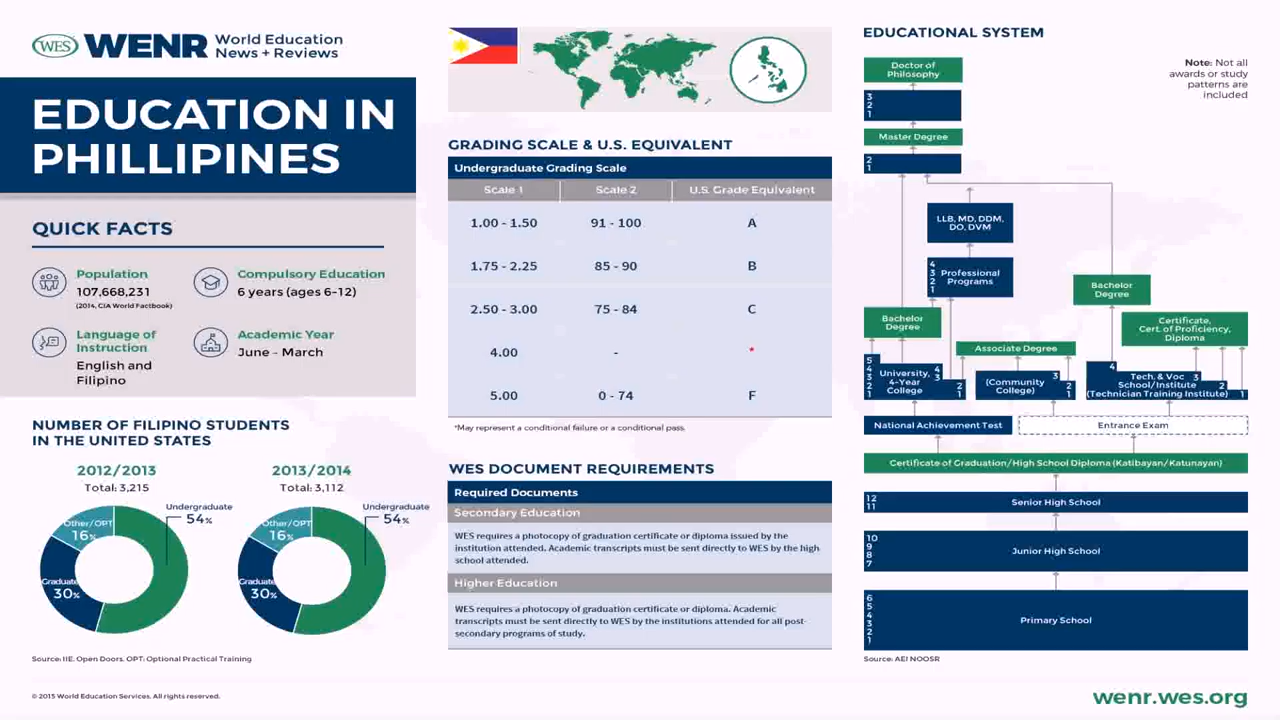 WES WENR World Education
News + Reviews
EDUCATION IN
PHILLIPINES
QUICK FACTS
Population
107,668,231
(2014, CIA World Factbook)
Compulsory Education
6 years (ages 6-12)
Language of
Instruction
English and
Filipino
Academic Year
June - March
NUMBER OF FILIPINO STUDENTS
IN THE UNITED STATES
2012/2013
Total: 3,215
Undergraduate
54%
Other/OPT
16%
Graduate
30%
2013/2014
Total: 3,112
Undergraduate
54%
Other/OPT
16%
Graduate
30%
Source: IIE. Open Doors. OPT: Optional Practical Training
© 2015 World Education Services. All rights reserved.
GRADING SCALE & U.S. EQUIVALENT
Undergraduate Grading Scale
Scale 1 Scale 2 U.S. Grade Equivalent
1.00 - 1.50 91 - 100 A
1.75 - 2.25 85 - 90 B
2.50 - 3.00 75 - 84 C
4.00 - *
5.00 0 - 74 F
*May represent a conditional failure or a conditional pass.
WES DOCUMENT REQUIREMENTS
Required Documents
Secondary Education
WES requires a photocopy of graduation certificate or diploma issued by the
institution attended. Academic transcripts must be sent directly to WES by the high
school attended.
Higher Education
WES requires a photocopy of graduation certificate or diploma. Academic
transcripts must be sent directly to WES by the institutions attended for all post-
secondary programs of study.
EDUCATIONAL SYSTEM
Note: Not all
awards or study
patterns are
included
Doctor of
Philosophy
3
2
1
Master Degree
2
1
LLB, MD, DDM,
DO, DVM
4
3
2
1
Professional
Programs
Bachelor
Degree
Bachelor
Degree
Certificate,
Cert. of Proficiency,
Diploma
Associate Degree
5
4
3
2
1
University,
4-Year
College
4
3
2
1
(Community
College)
3
2
1
4
Tech. & Voc
School/Institute
(Technician Training Institute)
3
2
1
National Achievement Test
Entrance Exam
Certificate of Graduation/High School Diploma (Katibayan/Katunayan)
12
11
Senior High School
10
9
8
7
Junior High School
6
5
4
3
2
1
Primary School
Source: AEI NOOSR
wenr.wes.org